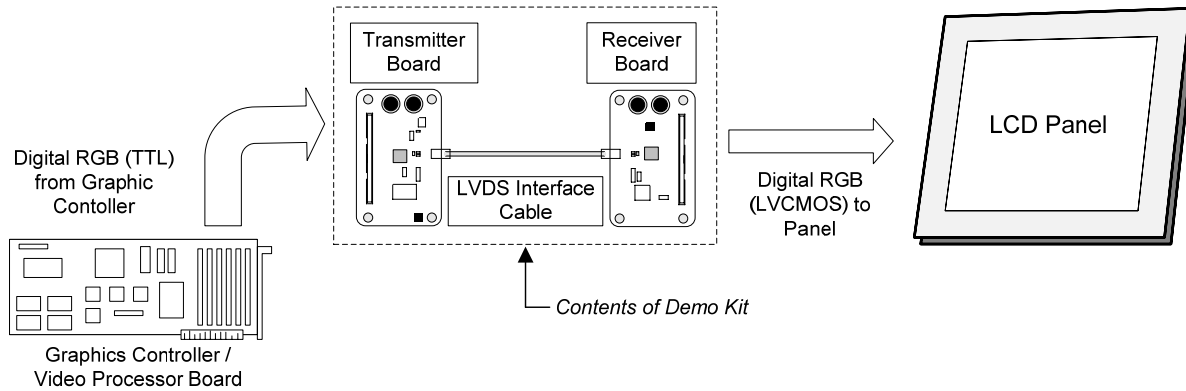 Transmitter
Board
Receiver
Board
LCD Panel
Digital RGB (TTL)
from Graphic
Contoller
LVDS Interface
Cable
Digital RGB
(LVCMOS) to
Panel
Contents of Demo Kit
Graphics Controller /
Video Processor Board